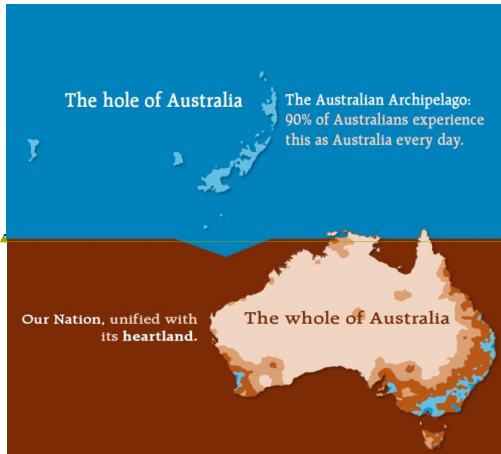 The hole of Australia
The Australian Archipelago:
90% of Australians experience
this as Australia every day.
Our Nation, unified with
its heartland.
The whole of Australia